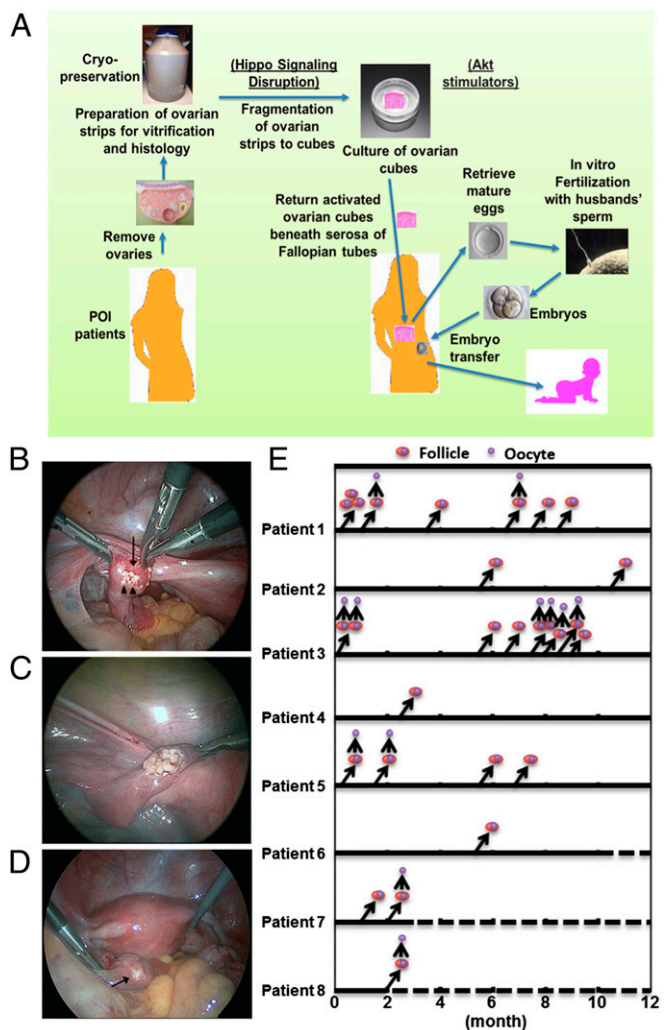 A
Cryo-
preservation
(Hippo Signaling
Disruption)
(Akt
stimulators)
Preparation of ovarian
strips for vitrification
and histology
Fragmentation
of ovarian
strips to cubes
Culture of ovarian
cubes
Remove
ovaries
Return activated
ovarian cubes
beneath serosa of
Fallopian tubes
Retrieve
mature
eggs
In vitro
Fertilization
with husbands'
sperm
POI
patients
Embryos
Embryo
transfer
B
C
D
E
Follicle
Oocyte
Patient 1
Patient 2
Patient 3
Patient 4
Patient 5
Patient 6
Patient 7
Patient 8
0 2 4 6 8 10 12
(month)